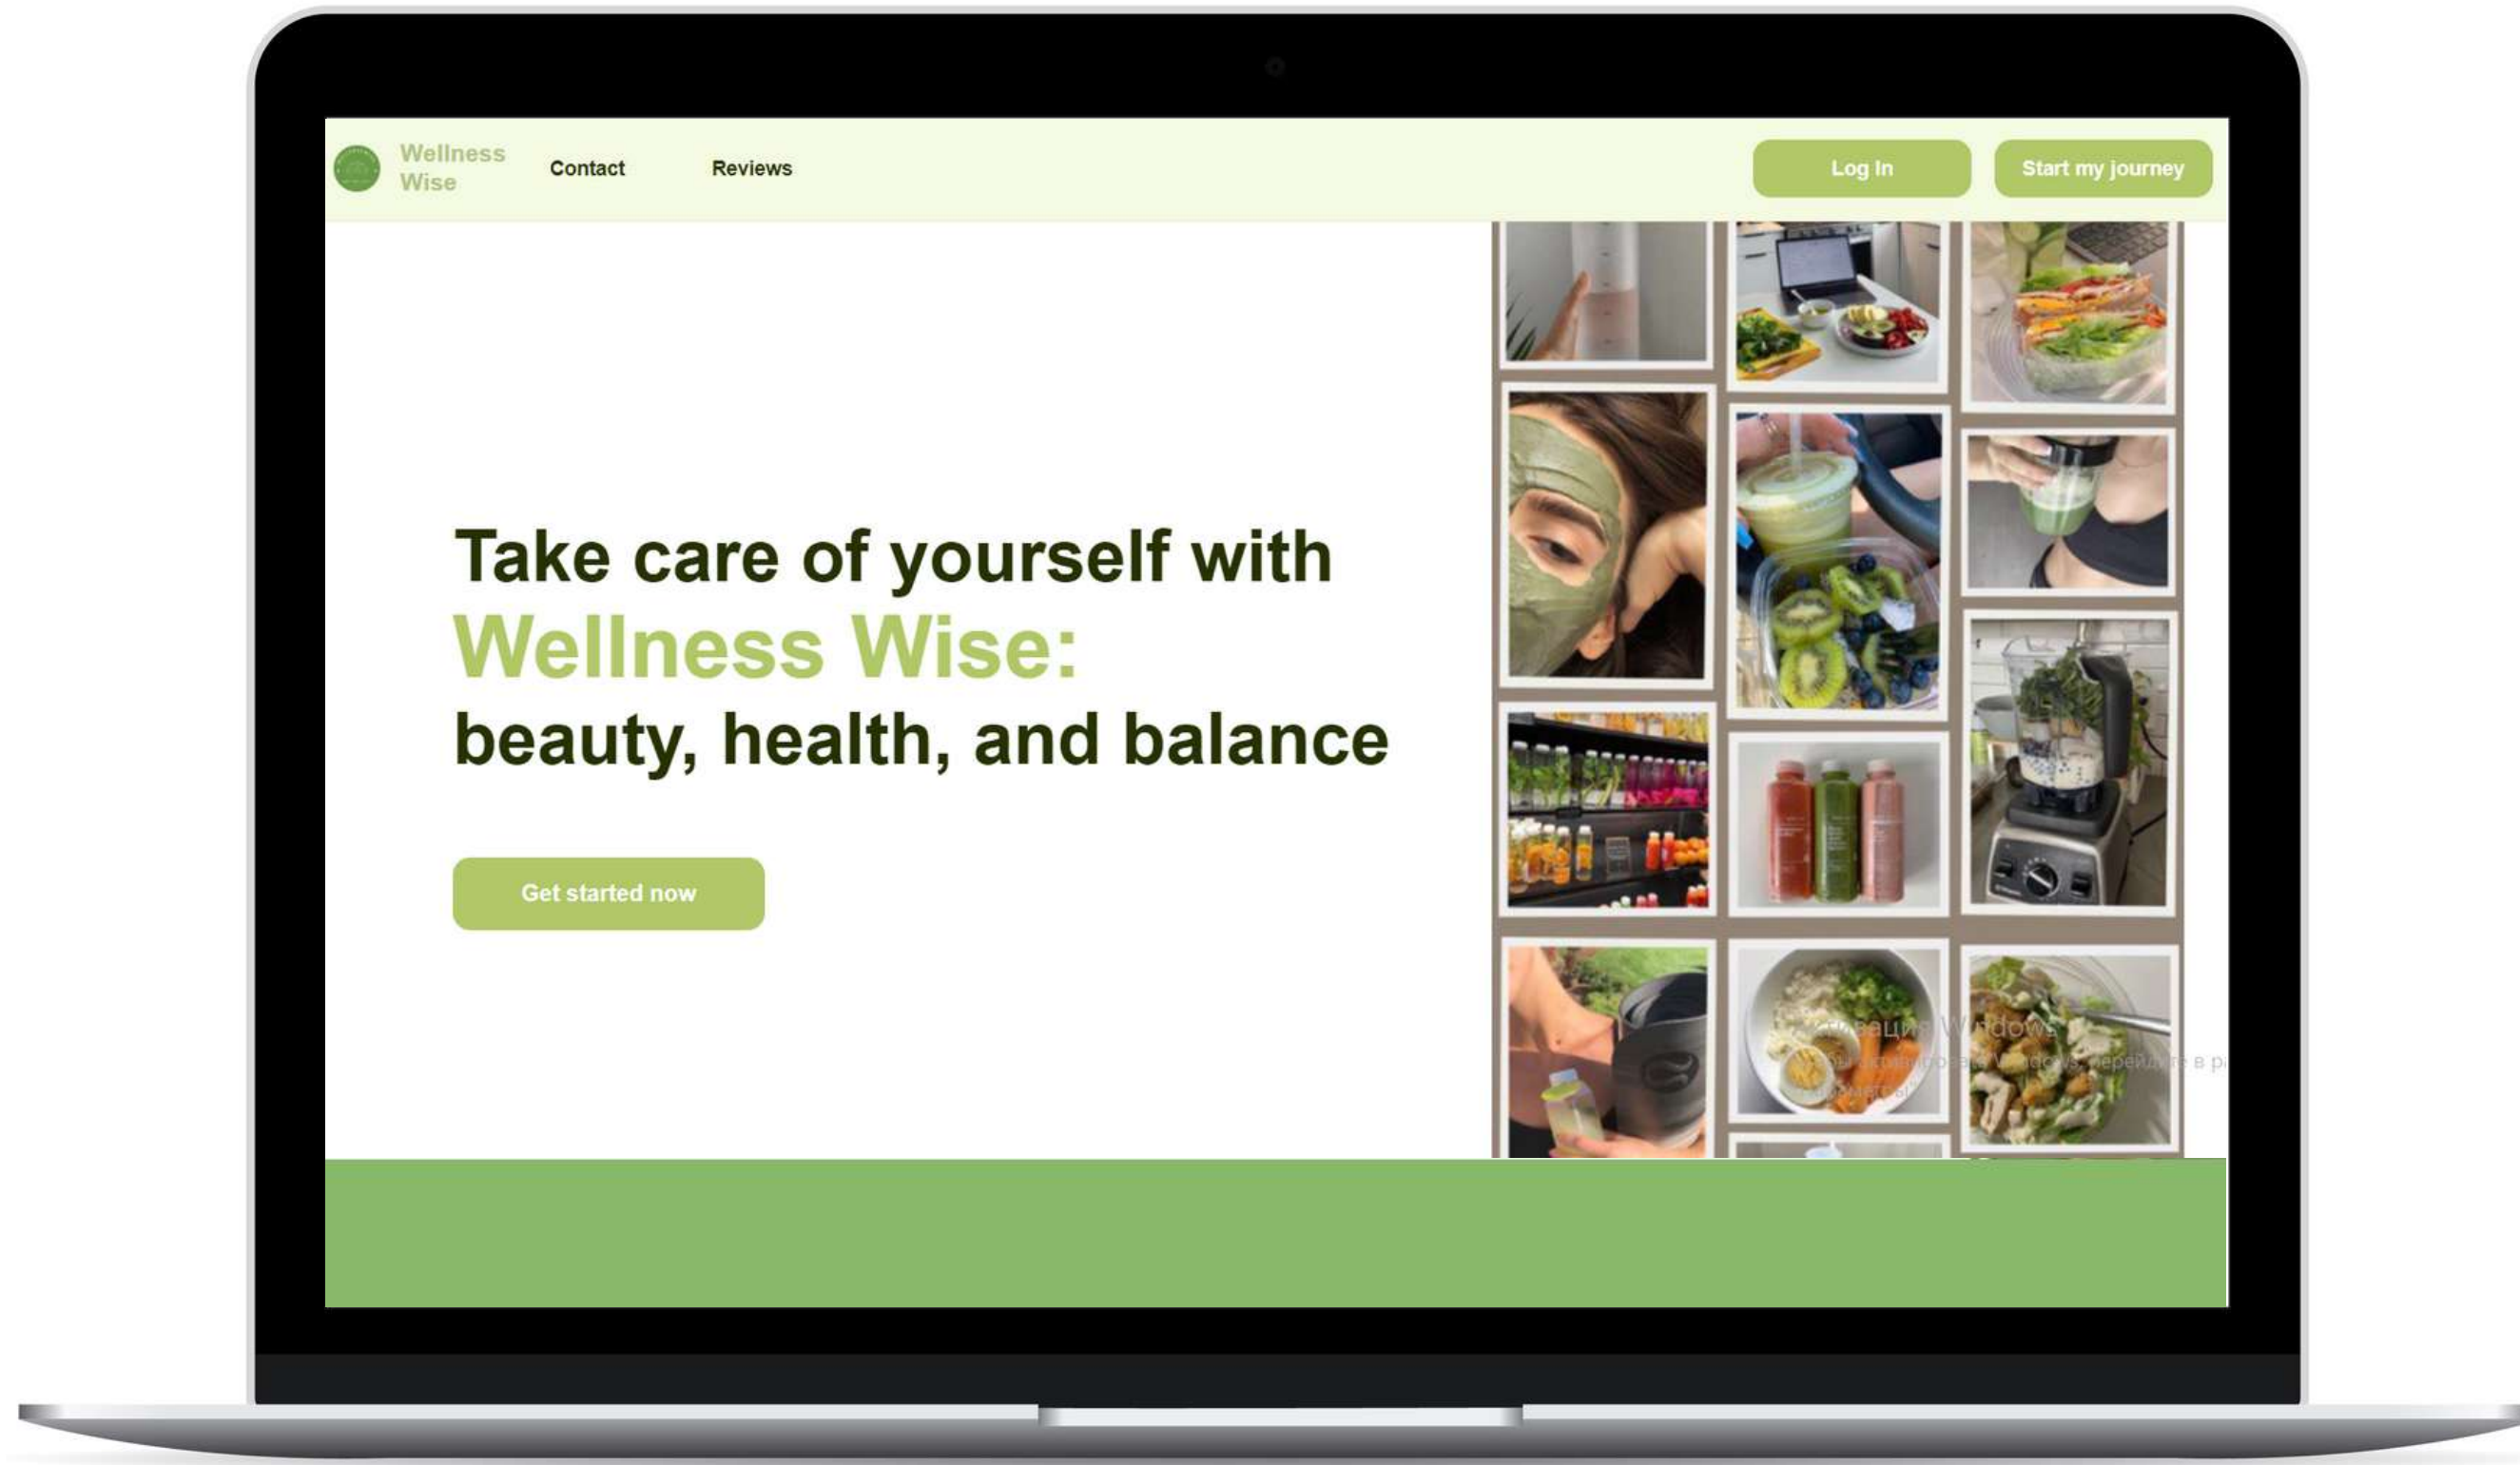 Wellness
Wise
Contact
Reviews
Log In
Start my journey
Take care of yourself with
Wellness Wise:
beauty, health, and balance
Get started now
Windows